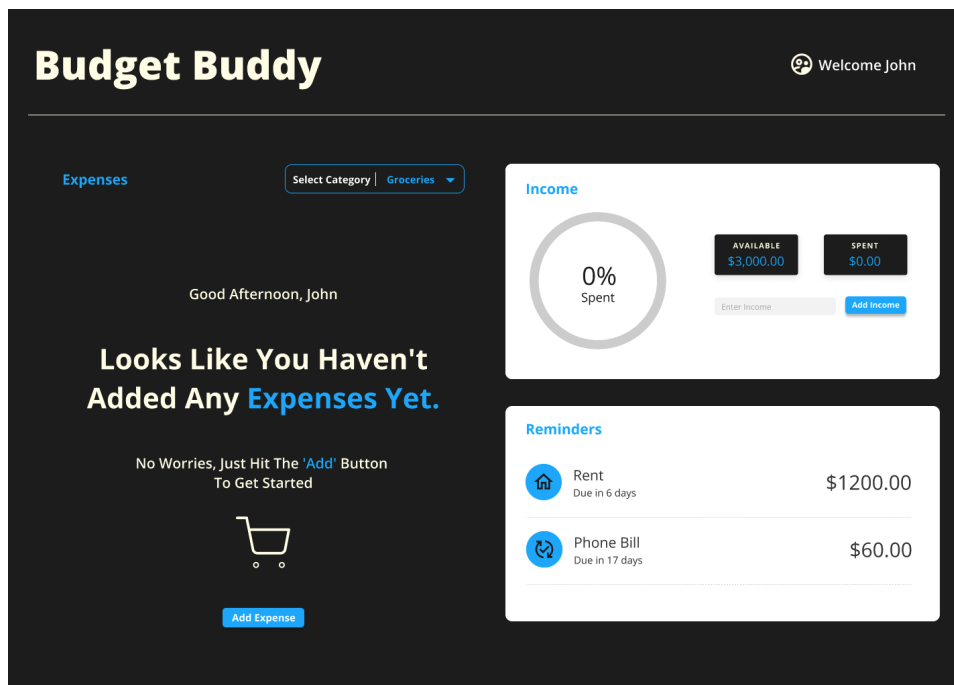 Budget Buddy
Welcome John
Expenses
Select Category | Groceries
Good Afternoon, John
Looks Like You Haven't
Added Any Expenses Yet.
No Worries, Just Hit The 'Add' Button
To Get Started
Add Expense
Income
0%
Spent
AVAILABLE
$3,000.00
SPENT
$0.00
Enter Income
Add Income
Reminders
Rent
Due in 6 days
$1200.00
Phone Bill
Due in 17 days
$60.00